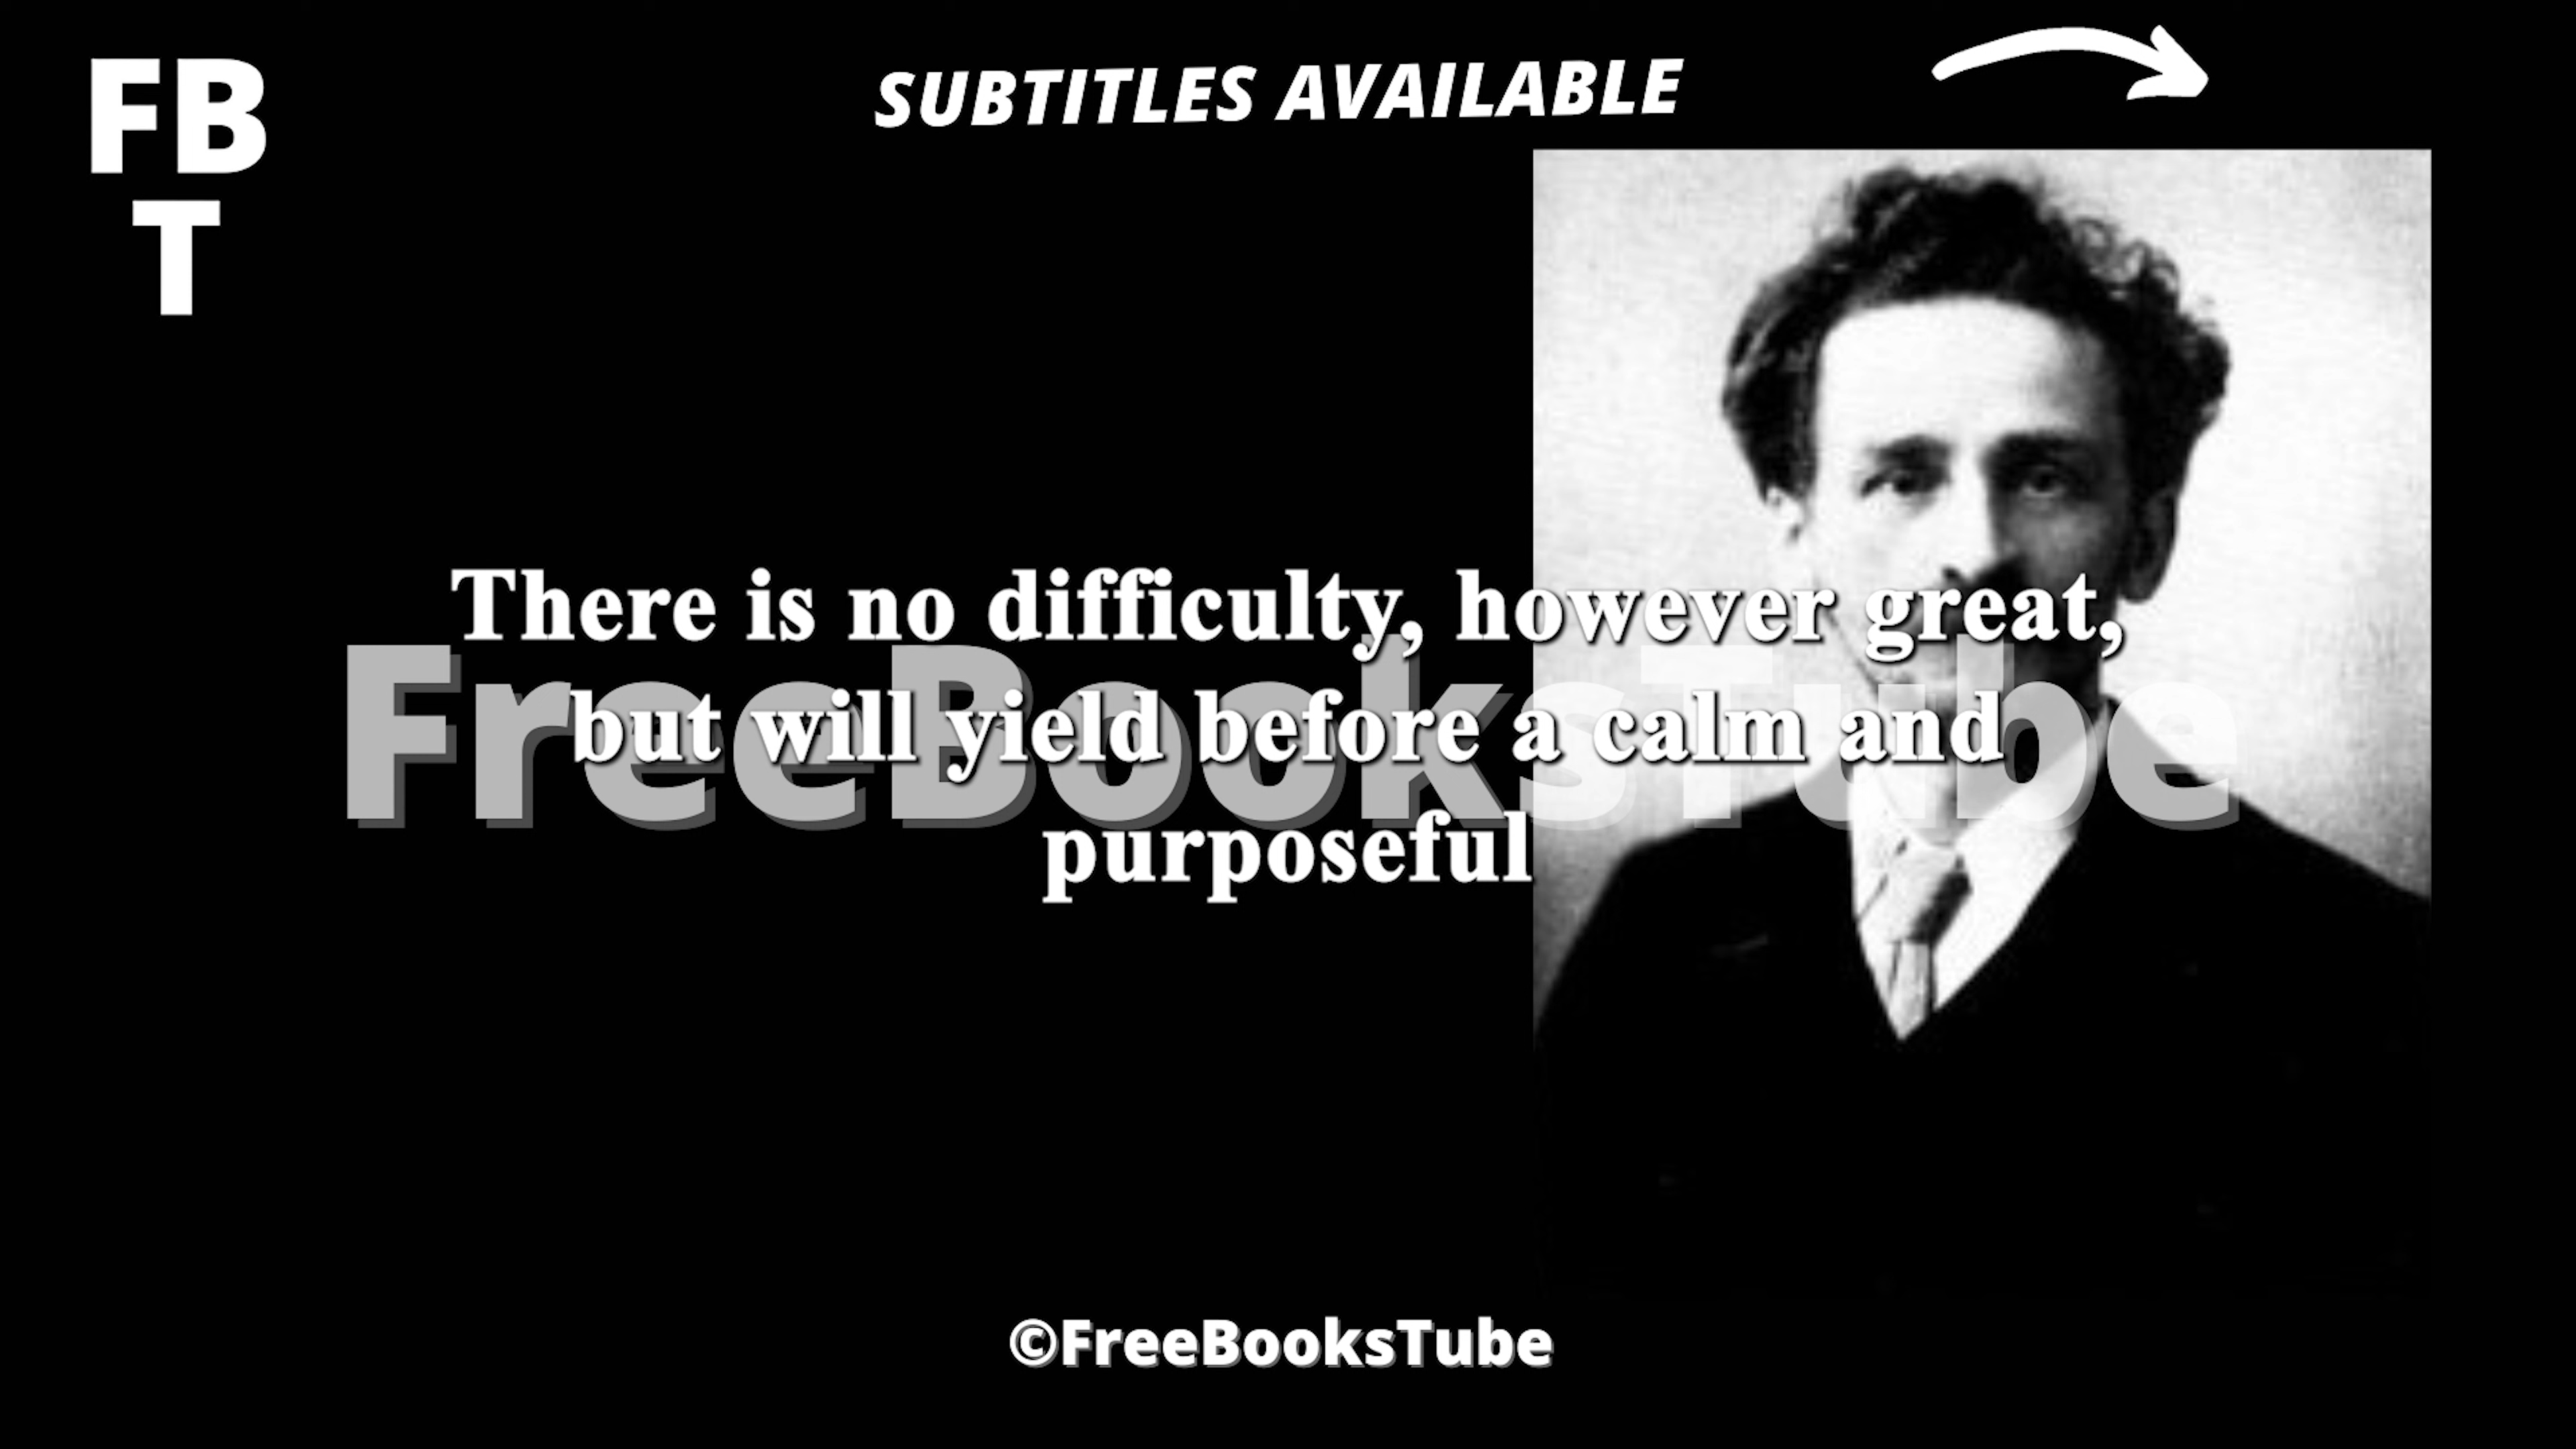 FB
T
SUBTITLES AVAILABLE
There is no difficulty, however great,
but will yield before a calm and
purposeful
FreeBooksTube
©FreeBooksTube